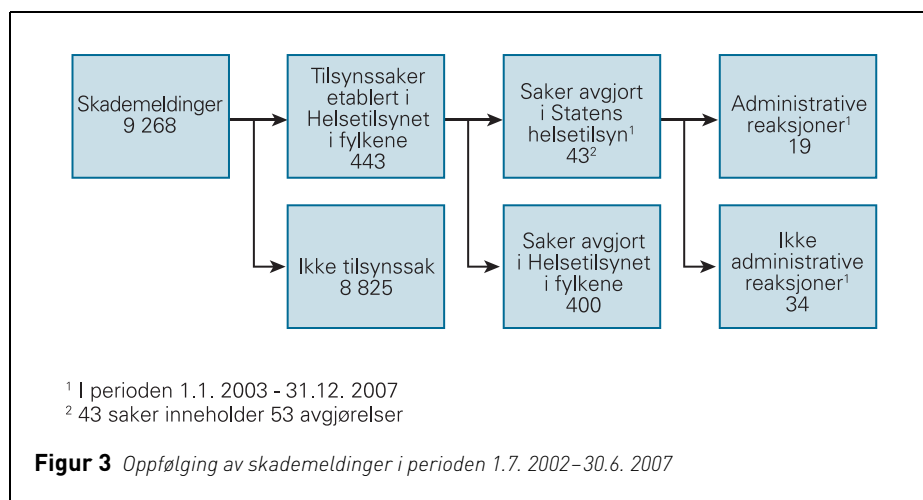 Skademeldinger
9 268
Tilsynssaker
etablert i
Helsetilsynet
i fylkene
443
Saker avgjort
i Statens
helsetilsyn¹
43²
Administrative
reaksjoner¹
19
Ikke tilsynssak
8 825
Saker avgjort
i Helsetilsynet
i fylkene
400
Ikke
administrative
reaksjoner¹
34
¹ I perioden 1.1. 2003 - 31.12. 2007
² 43 saker inneholder 53 avgjørelser
Figur 3 Oppfølging av skademeldinger i perioden 1.7. 2002–30.6. 2007